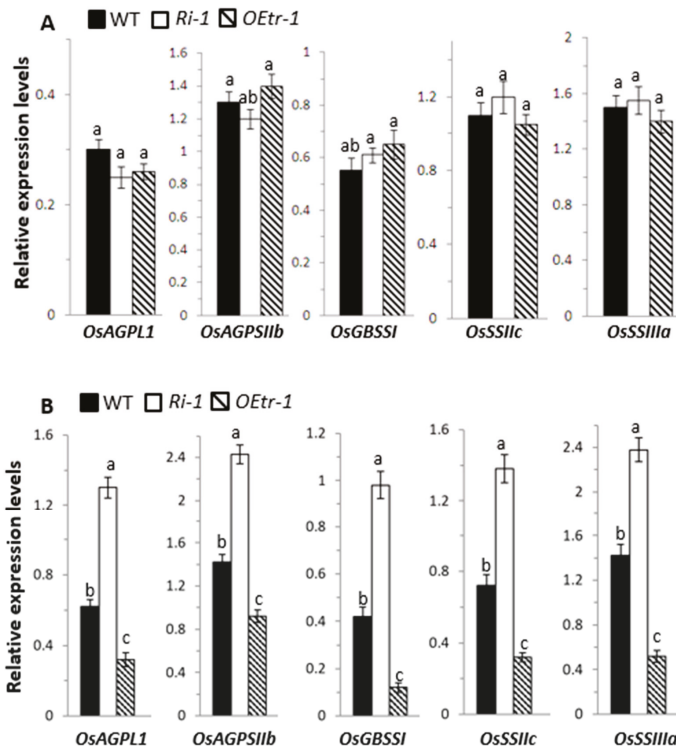 A
WT Ri-1 OEtr-1
Relative expression levels
0.4
0.2
0
a a a
OsAGPL1
1.6
1.4
1.2
1
0.8
0.6
0.4
0.2
0
a ab a
OsAGPSIIb
1
0.8
0.6
0.4
0.2
0
ab a a
OsGBSSI
1.2
0.8
0.4
0
a a a
OsSSIIc
2
1.6
1.2
0.8
0.4
0
a a a
OsSSIIIa
B
WT Ri-1 OEtr-1
Relative expression levels
1.6
1.2
0.8
0.4
0
b a c
OsAGPL1
2.4
2
1.6
1.2
0.8
0.4
0
b a c
OsAGPSIIb
1.2
1
0.8
0.6
0.4
0.2
0
b a c
OsGBSSI
1.6
1.2
0.8
0.4
0
b a c
OsSSIIc
2.4
2
1.6
1.2
0.8
0.4
0
b a c
OsSSIIIa